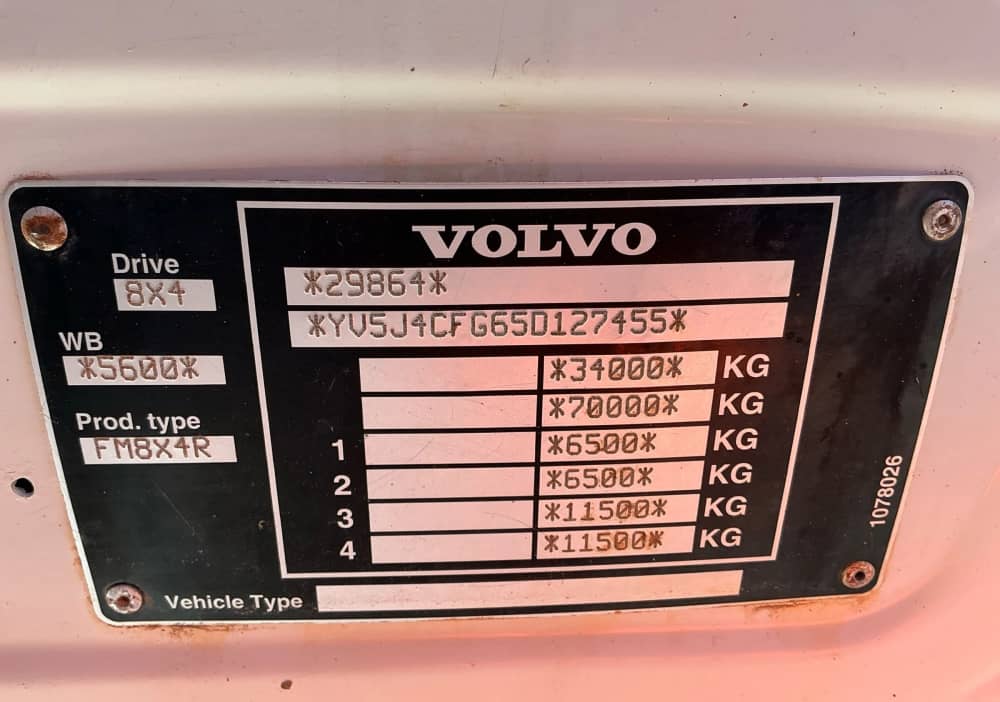 VOLVO
Drive
8X4
*29864*
*YV5J4CFG65D127455*
WB
*5600*
*34000* KG
*70000* KG
Prod. type
FM8X4R
1 *6500* KG
2 *6500* KG
3 *11500* KG
4 *11500* KG
1078026
Vehicle Type